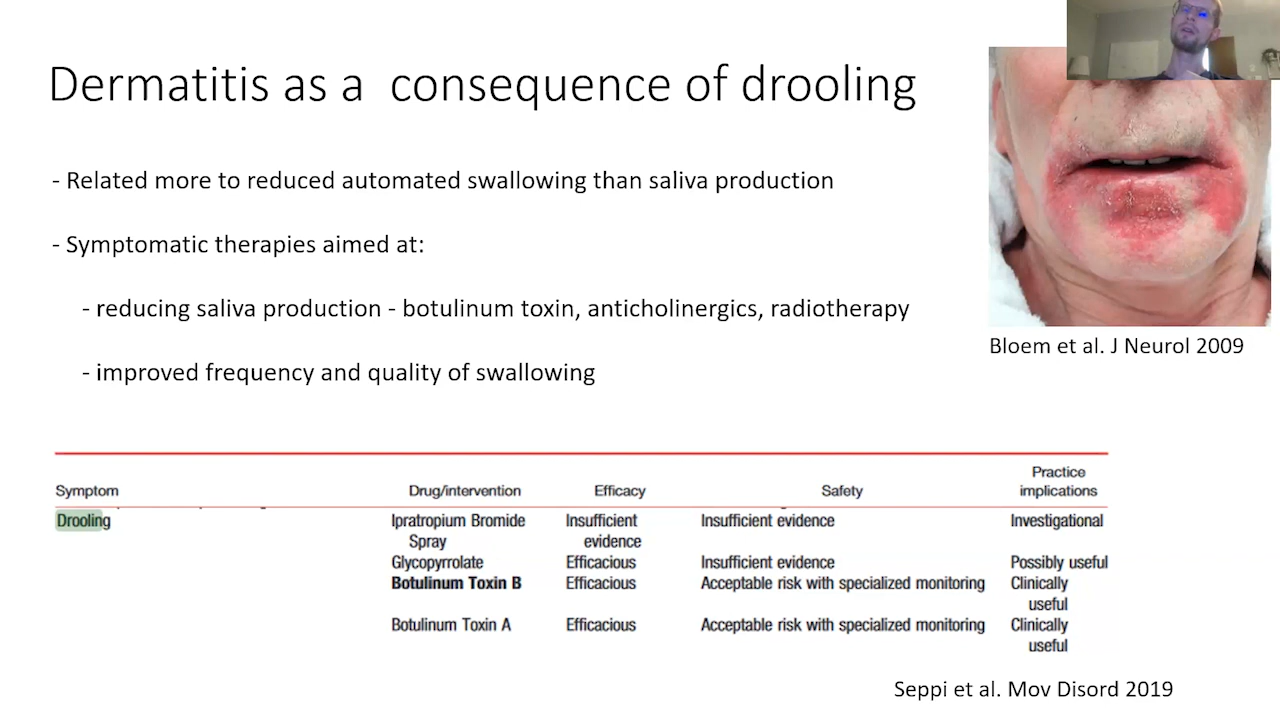 Dermatitis as a consequence of drooling
- Related more to reduced automated swallowing than saliva production
- Symptomatic therapies aimed at:
- reducing saliva production - botulinum toxin, anticholinergics, radiotherapy
- improved frequency and quality of swallowing
Bloem et al. J Neurol 2009
Symptom Drug/intervention Efficacy Safety Practice implications
Drooling Ipratropium Bromide Spray Insufficient evidence Insufficient evidence Investigational
Glycopyrrolate Efficacious Insufficient evidence Possibly useful
Botulinum Toxin B Efficacious Acceptable risk with specialized monitoring Clinically useful
Botulinum Toxin A Efficacious Acceptable risk with specialized monitoring Clinically useful
Seppi et al. Mov Disord 2019